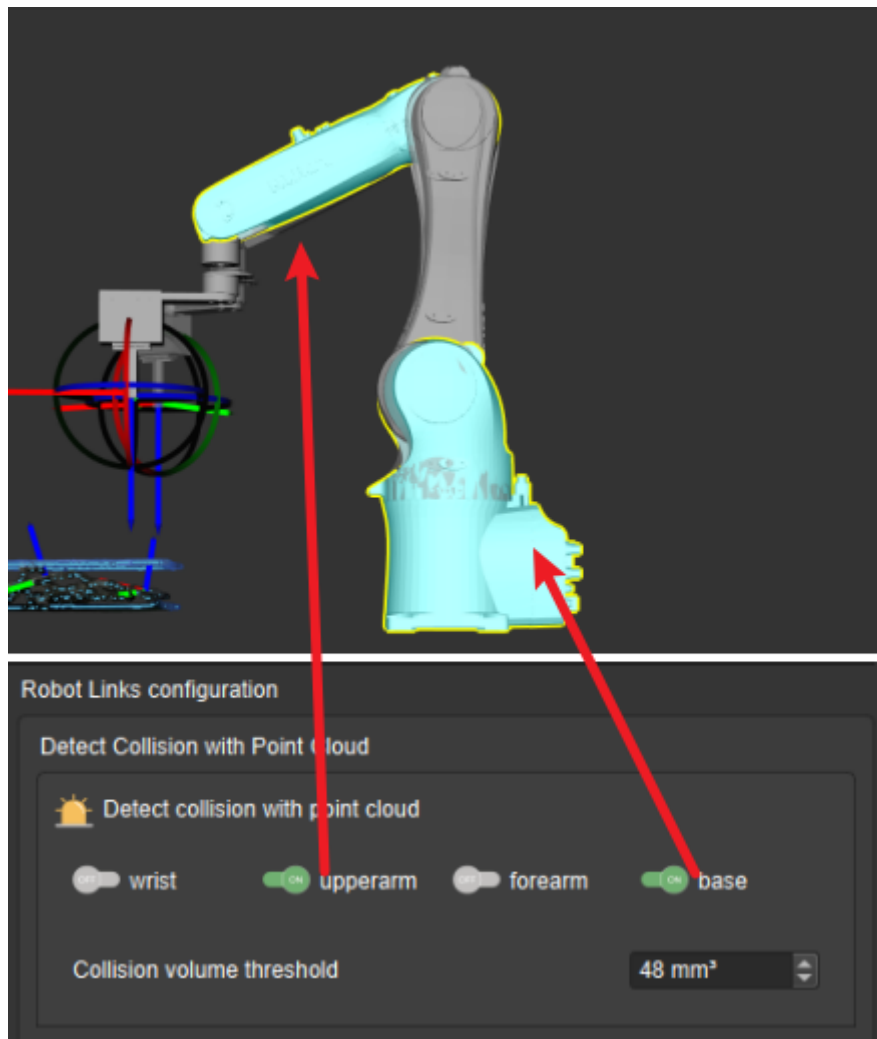 Robot Links configuration
Detect Collision with Point Cloud
Detect collision with point cloud
OFF wrist ON upperarm OFF forearm ON base
Collision volume threshold 48 mm³